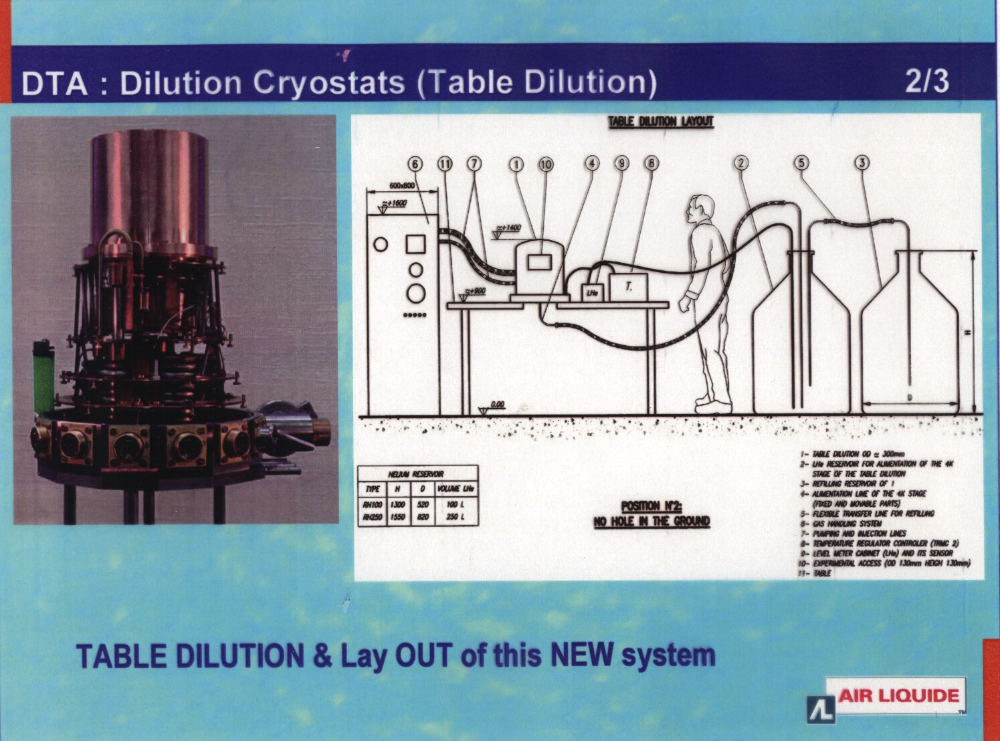 DTA : Dilution Cryostats (Table Dilution) 2/3
TABLE DILUTION LAYOUT
6 11 7 1 10 4 9 8 2 5 3
600x800
≃+1600
≃+1400
≃+900
LHe
T.
H
D
0.00
HELIUM RESERVOIR
TYPE H D VOLUME LHe
RH100 1300 520 100 L
RH250 1550 820 250 L
POSITION N°2:
NO HOLE IN THE GROUND
1- TABLE DILUTION OD ≃ 300mm
2- LHe RESERVOIR FOR ALIMENTATION OF THE 4K
STAGE OF THE TABLE DILUTION
3- REFILLING RESERVOIR OF 1
4- ALIMENTATION LINE OF THE 4K STAGE
(FIXED AND MOVABLE PARTS)
5- FLEXIBLE TRANSFER LINE FOR REFILLING
6- GAS HANDLING SYSTEM
7- PUMPING AND INJECTION LINES
8- TEMPERATURE REGULATOR CONTROLER (TRMC 2)
9- LEVEL METER CABINET (LHe) AND ITS SENSOR
10- EXPERIMENTAL ACCESS (OD 130mm HEIGH 130mm)
11- TABLE
TABLE DILUTION & Lay OUT of this NEW system
AL AIR LIQUIDE
TM